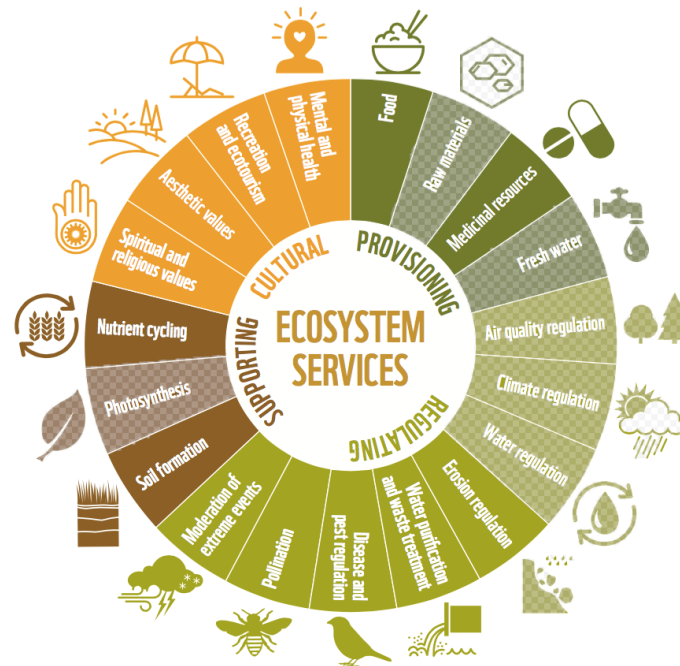 ECOSYSTEM
SERVICES
CULTURAL
PROVISIONING
REGULATING
SUPPORTING
Food
Raw materials
Medicinal resources
Fresh water
Air quality regulation
Climate regulation
Water regulation
Erosion regulation
Water purification
and waste treatment
Disease and
pest regulation
Pollination
Moderation of
extreme events
Soil formation
Photosynthesis
Nutrient cycling
Spiritual and
religious values
Aesthetic values
Recreation
and ecotourism
Mental and
physical health